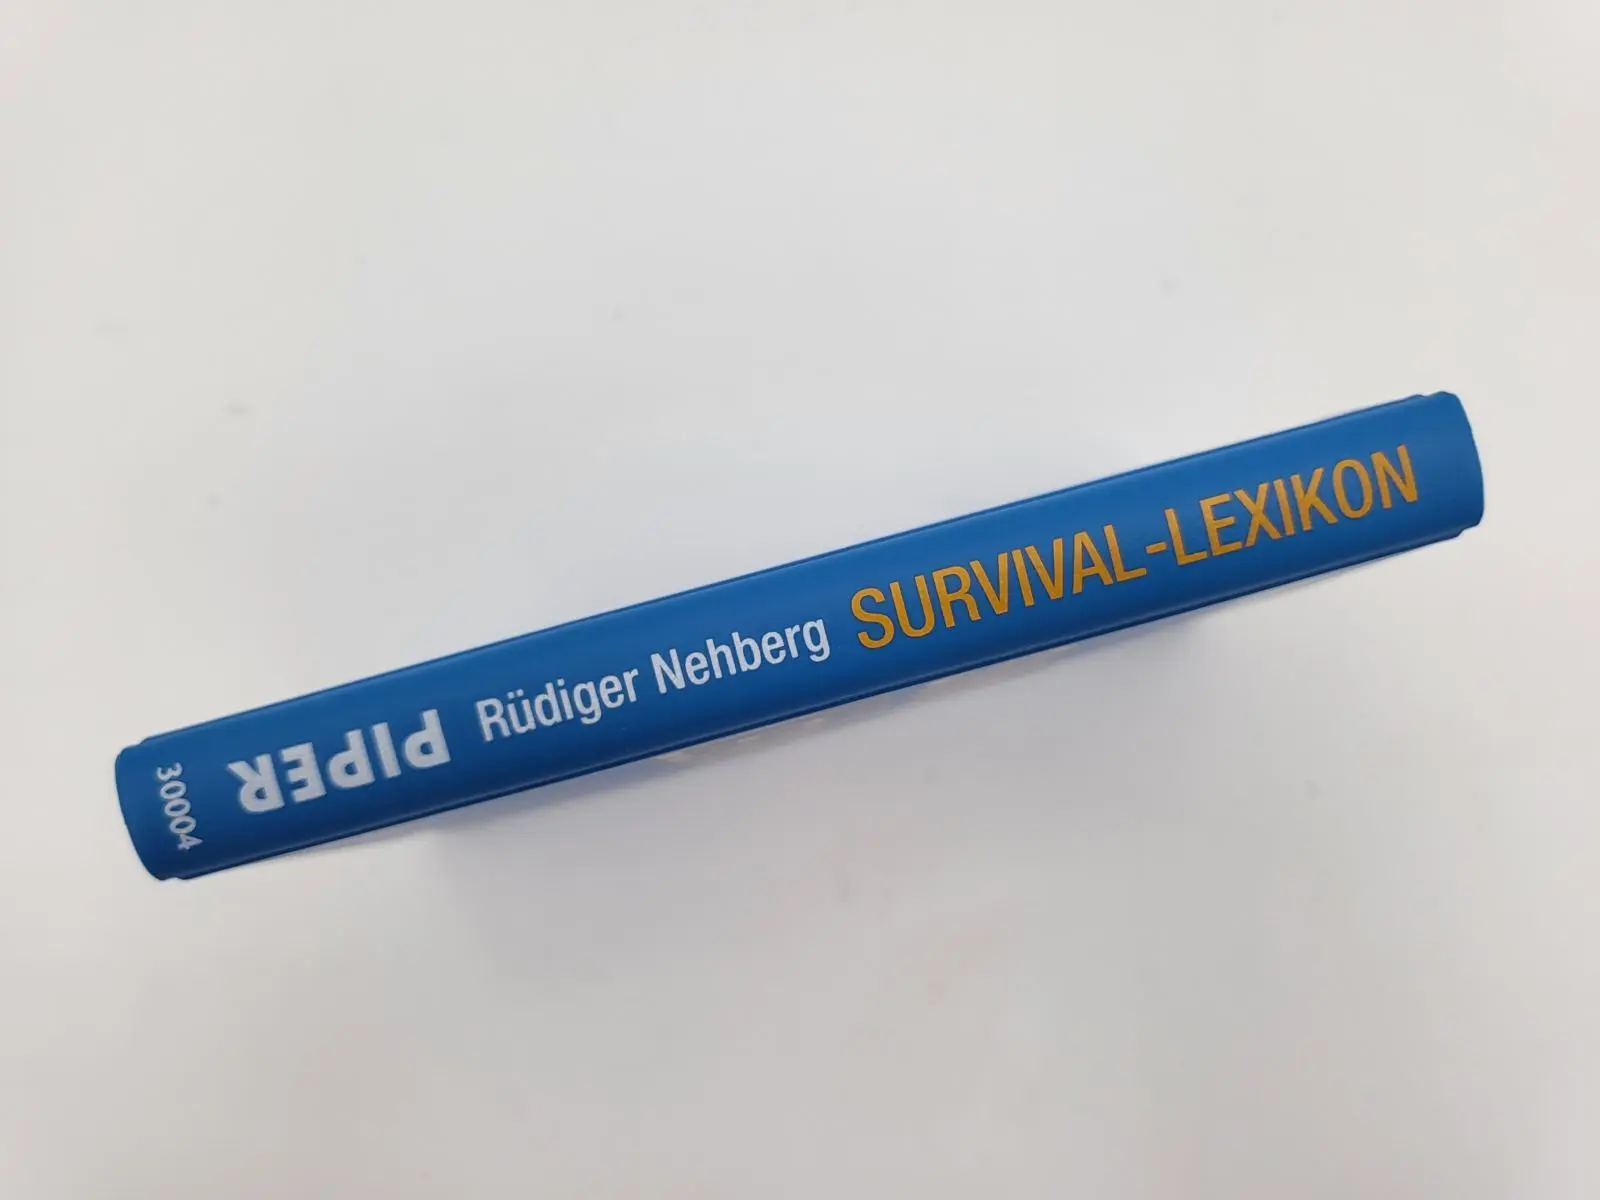 Rüdiger Nehberg SURVIVAL-LEXIKON
PIPER
30004